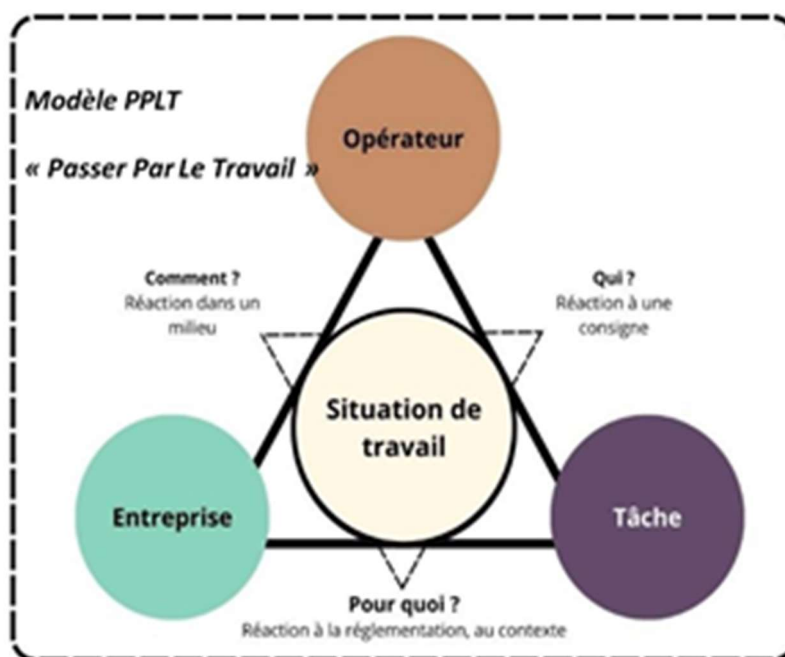 Modèle PPLT
« Passer Par Le Travail »
Opérateur
Comment ?
Réaction dans un
milieu
Qui ?
Réaction à une
consigne
Situation de
travail
Entreprise
Tâche
Pour quoi ?
Réaction à la réglementation, au contexte